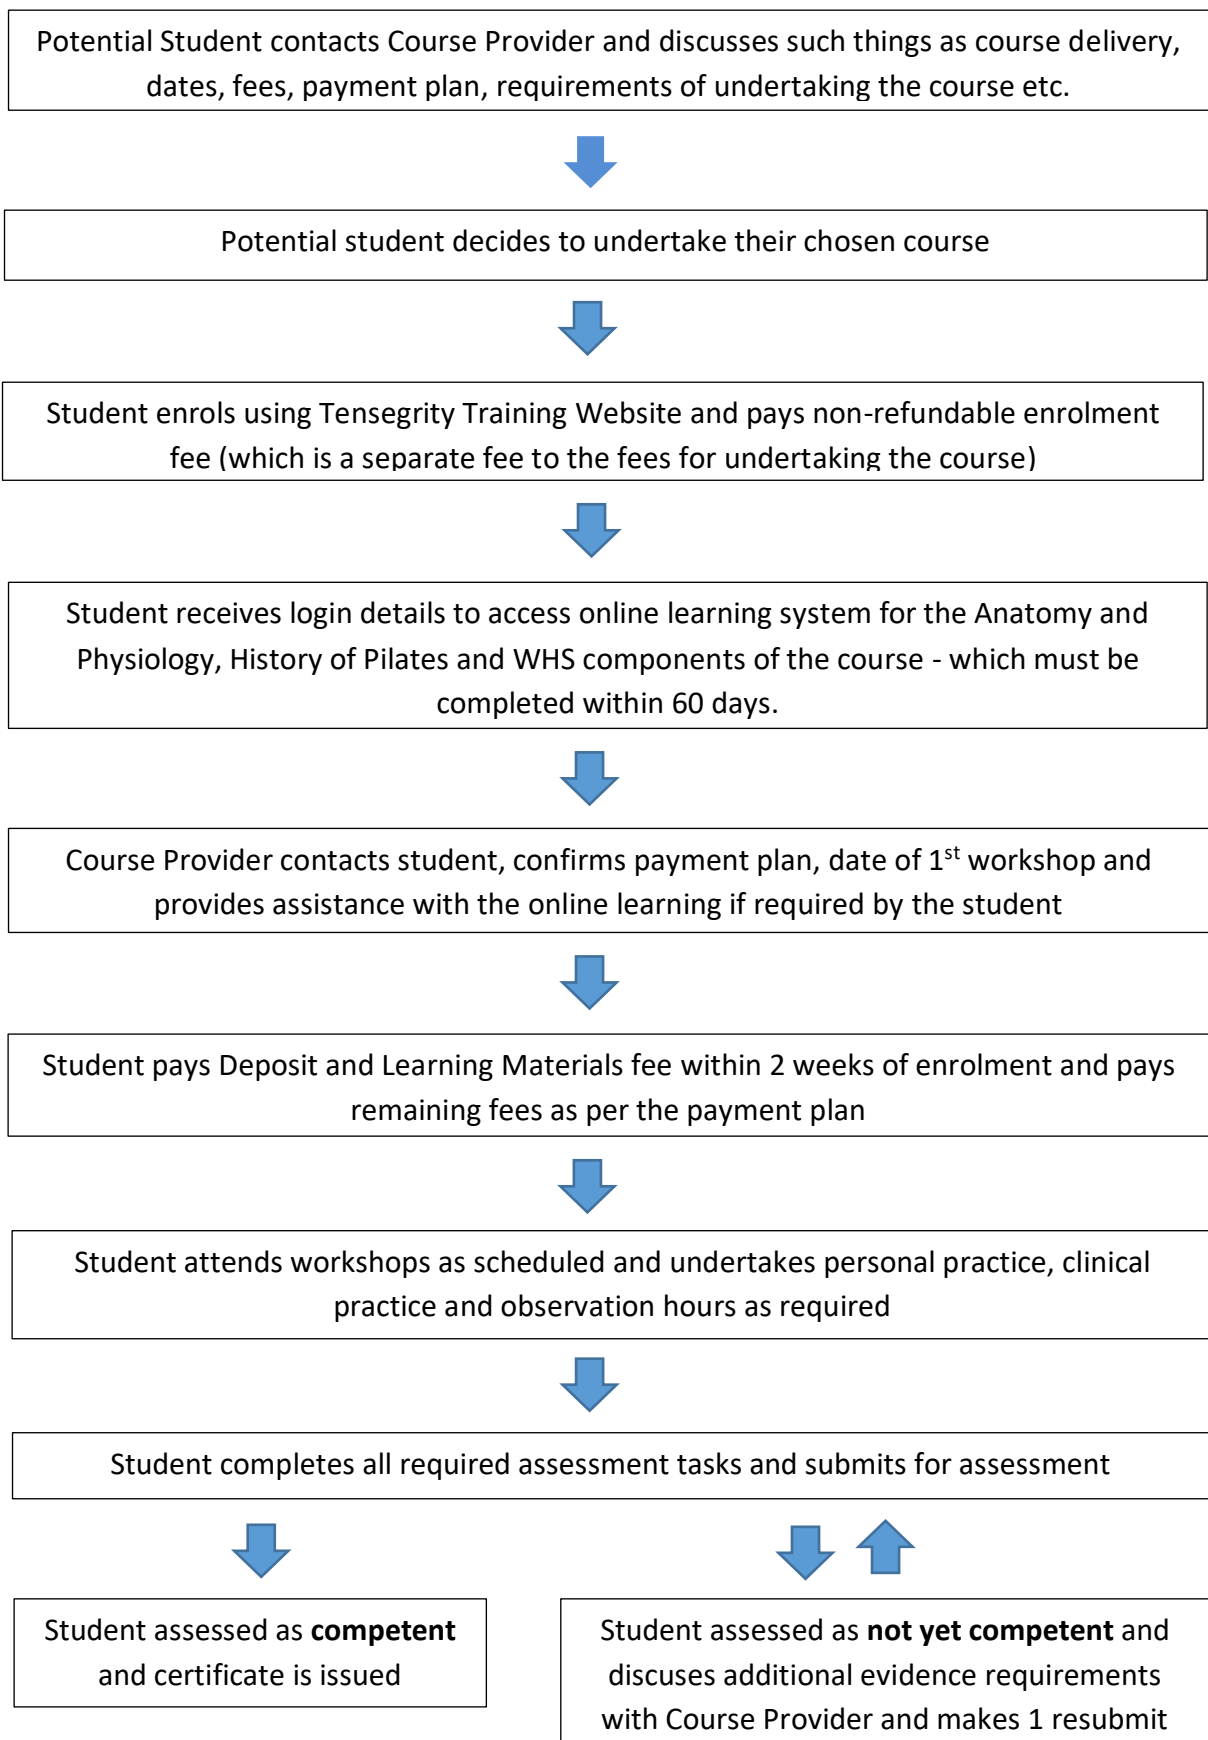 Potential Student contacts Course Provider and discusses such things as course delivery,
dates, fees, payment plan, requirements of undertaking the course etc.
Potential student decides to undertake their chosen course
Student enrols using Tensegrity Training Website and pays non-refundable enrolment
fee (which is a separate fee to the fees for undertaking the course)
Student receives login details to access online learning system for the Anatomy and
Physiology, History of Pilates and WHS components of the course - which must be
completed within 60 days.
Course Provider contacts student, confirms payment plan, date of 1st workshop and
provides assistance with the online learning if required by the student
Student pays Deposit and Learning Materials fee within 2 weeks of enrolment and pays
remaining fees as per the payment plan
Student attends workshops as scheduled and undertakes personal practice, clinical
practice and observation hours as required
Student completes all required assessment tasks and submits for assessment
Student assessed as competent
and certificate is issued
Student assessed as not yet competent and
discuses additional evidence requirements
with Course Provider and makes 1 resubmit